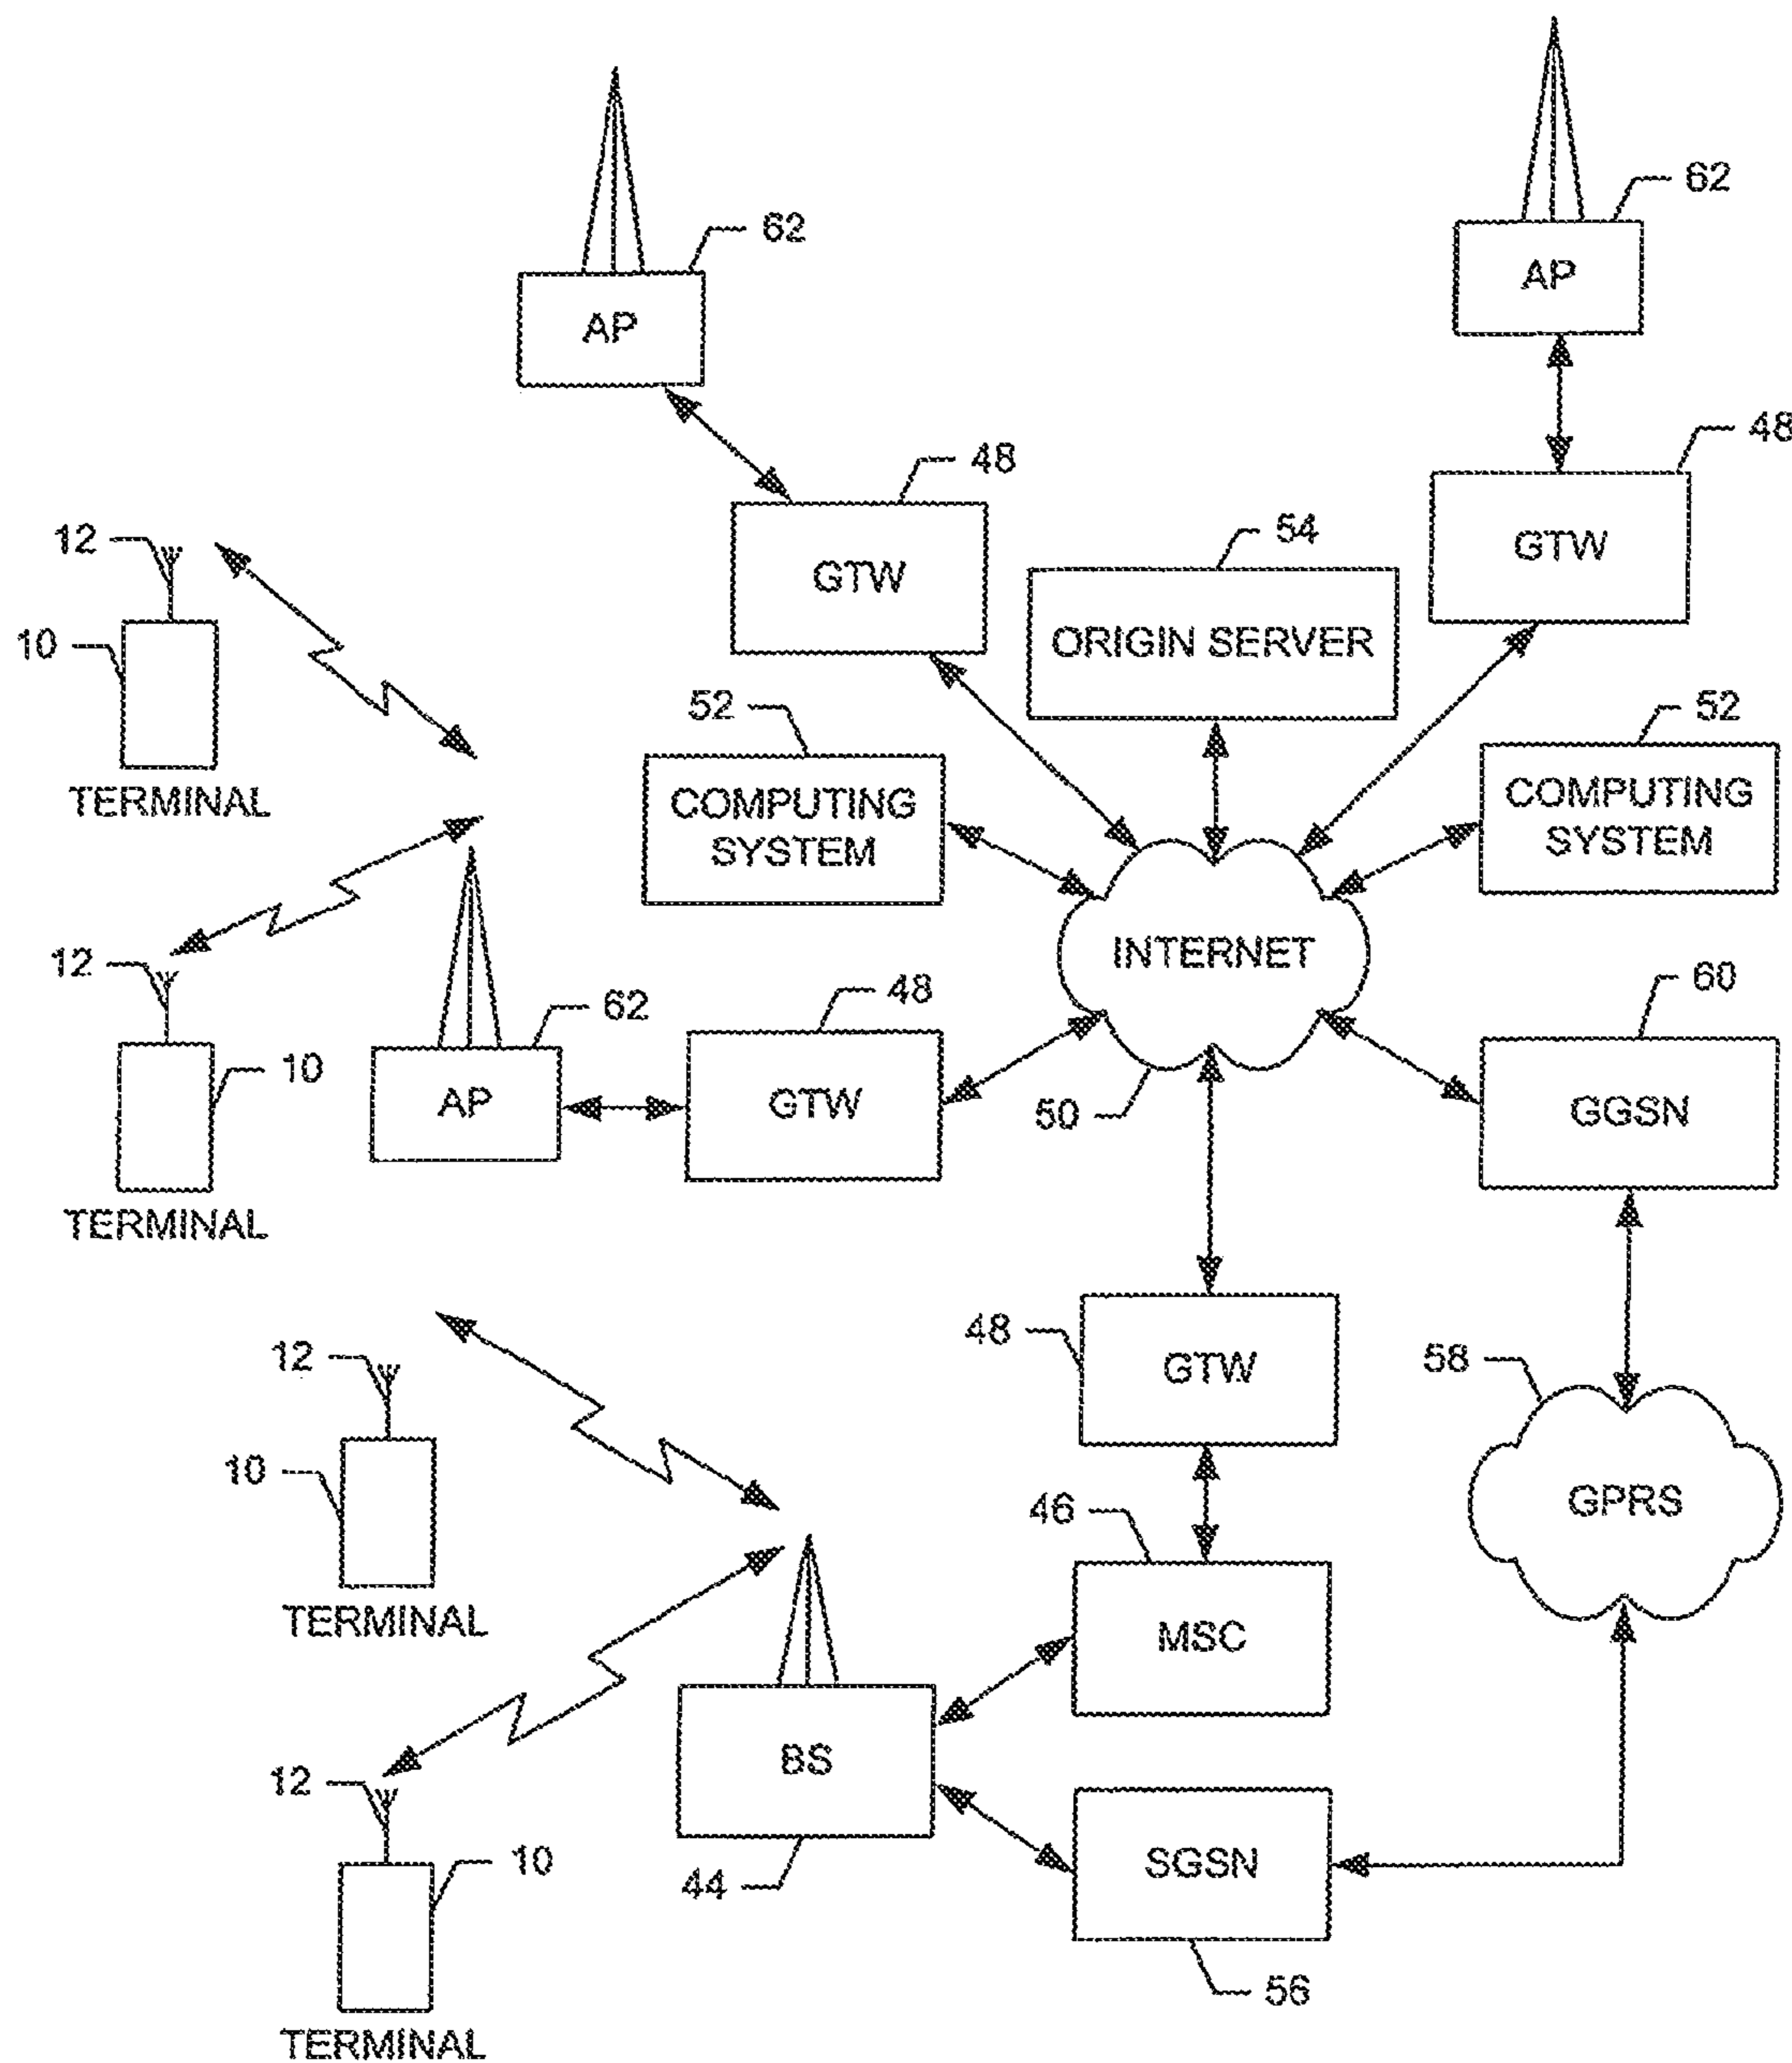 62
AP
62
AP
48
GTW
48
GTW
54
ORIGIN SERVER
12
10
TERMINAL
52
COMPUTING
SYSTEM
52
COMPUTING
SYSTEM
INTERNET
50
12
10
TERMINAL
62
AP
48
GTW
60
GGSN
48
GTW
58
GPRS
12
10
TERMINAL
46
MSC
BS
44
SGSN
56
12
10
TERMINAL